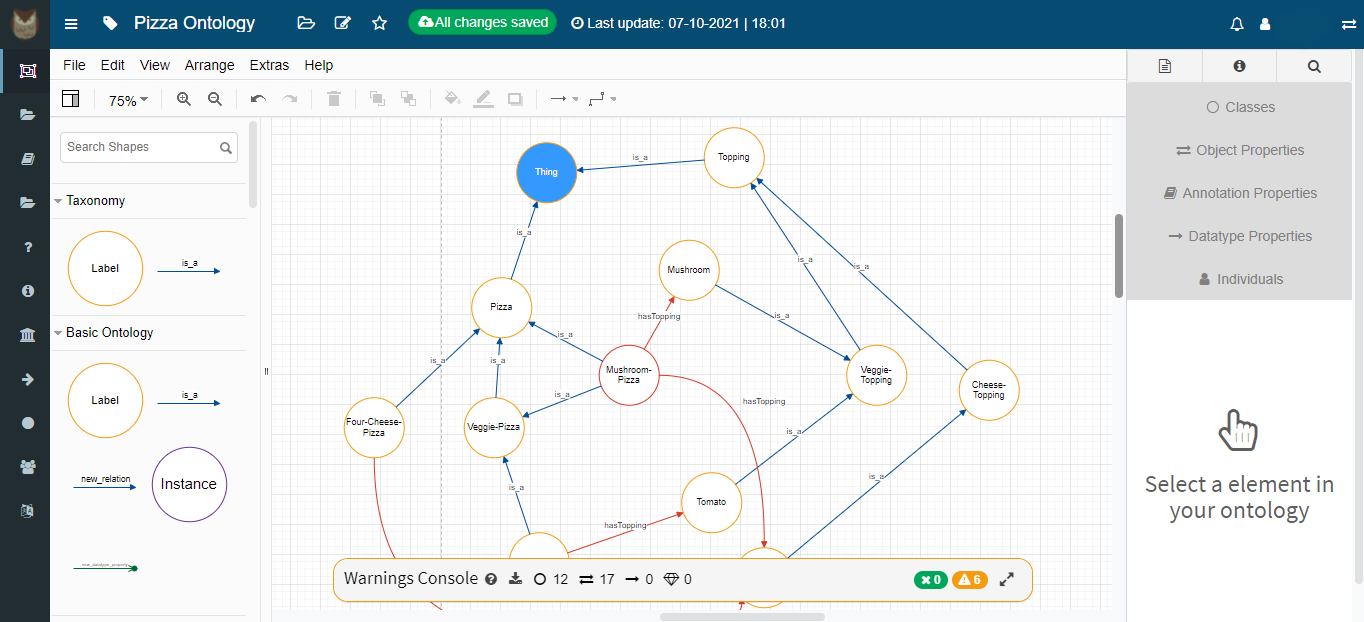 Pizza Ontology
All changes saved
Last update: 07-10-2021 | 18:01
File Edit View Arrange Extras Help
75%
Search Shapes
Taxonomy
Label
is_a
Basic Ontology
Label
is_a
new_relation
Instance
Thing
is_a
Topping
is_a
Mushroom
is_a
is_a
Pizza
hasTopping
is_a
is_a
is_a
is_a
Mushroom-
Pizza
Veggie-
Topping
Cheese-
Topping
is_a
hasTopping
Four-Cheese-
Pizza
Veggie-Pizza
is_a
is_a
is_a
Tomato
hasTopping
Warnings Console ? 12 17 0 0
0 6
Classes
Object Properties
Annotation Properties
Datatype Properties
Individuals
Select a element in
your ontology